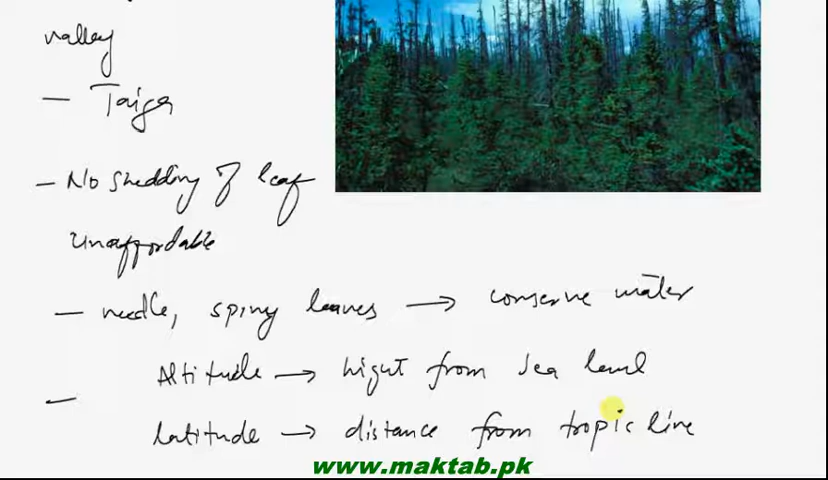 valley
— Taiga
— No shedding of leaf
unaffordable
— needle, spiny leaves → conserve water
Altitude → hight from sea level
— latitude → distance from tropic line
www.maktab.pk